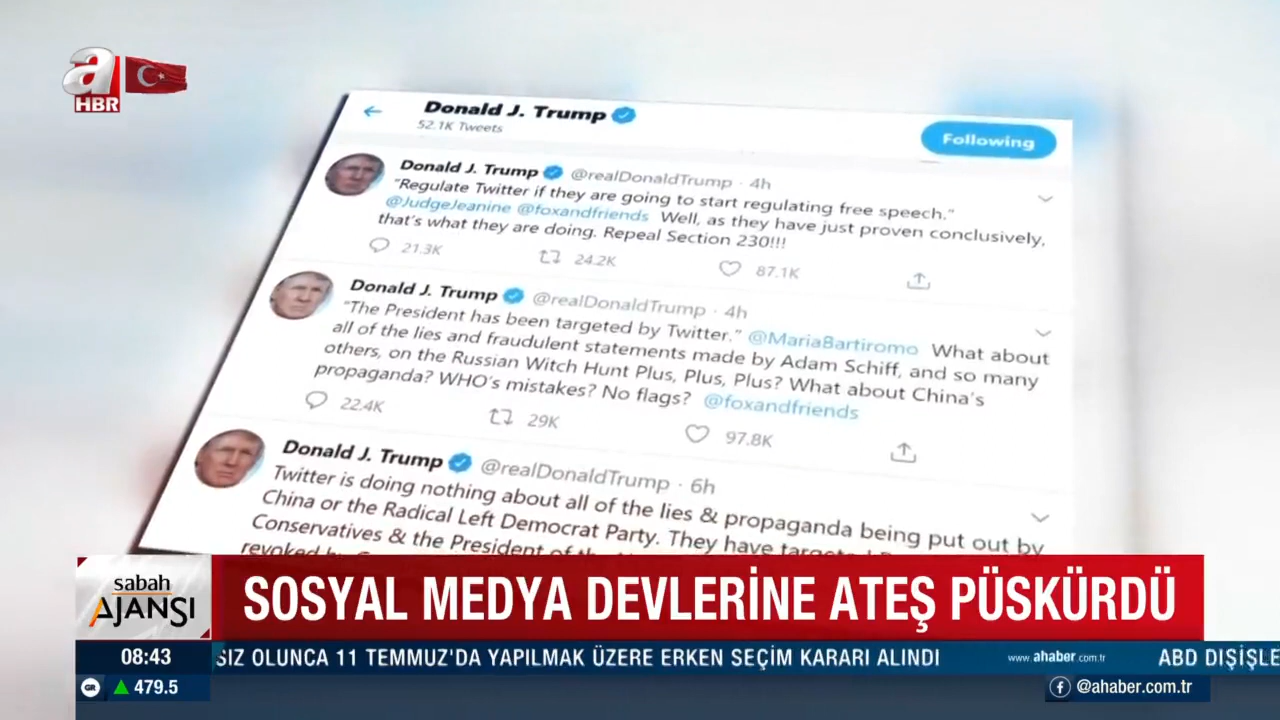 a
HBR
Donald J. Trump
52.1K Tweets
Following
Donald J. Trump @realDonaldTrump · 4h
"Regulate Twitter if they are going to start regulating free speech."
@JudgeJeanine @foxandfriends Well, as they have just proven conclusively,
that's what they are doing. Repeal Section 230!!!
21.3K 24.2K 87.1K
Donald J. Trump @realDonaldTrump · 4h
"The President has been targeted by Twitter." @MariaBartiromo What about
all of the lies and fraudulent statements made by Adam Schiff, and so many
others, on the Russian Witch Hunt Plus, Plus, Plus? What about China's
propaganda? WHO's mistakes? No flags? @foxandfriends
22.4K 29K 97.8K
Donald J. Trump @realDonaldTrump · 6h
Twitter is doing nothing about all of the lies & propaganda being put out by
China or the Radical Left Democrat Party. They have
Conservatives & the President of
sabah
AJANSI
SOSYAL MEDYA DEVLERİNE ATEŞ PÜSKÜRDÜ
08:43
SIZ OLUNCA 11 TEMMUZ'DA YAPILMAK ÜZERE ERKEN SEÇİM KARARI ALINDI
www.ahaber.com.tr
ABD DIŞİŞLE
GR 479.5
@ahaber.com.tr